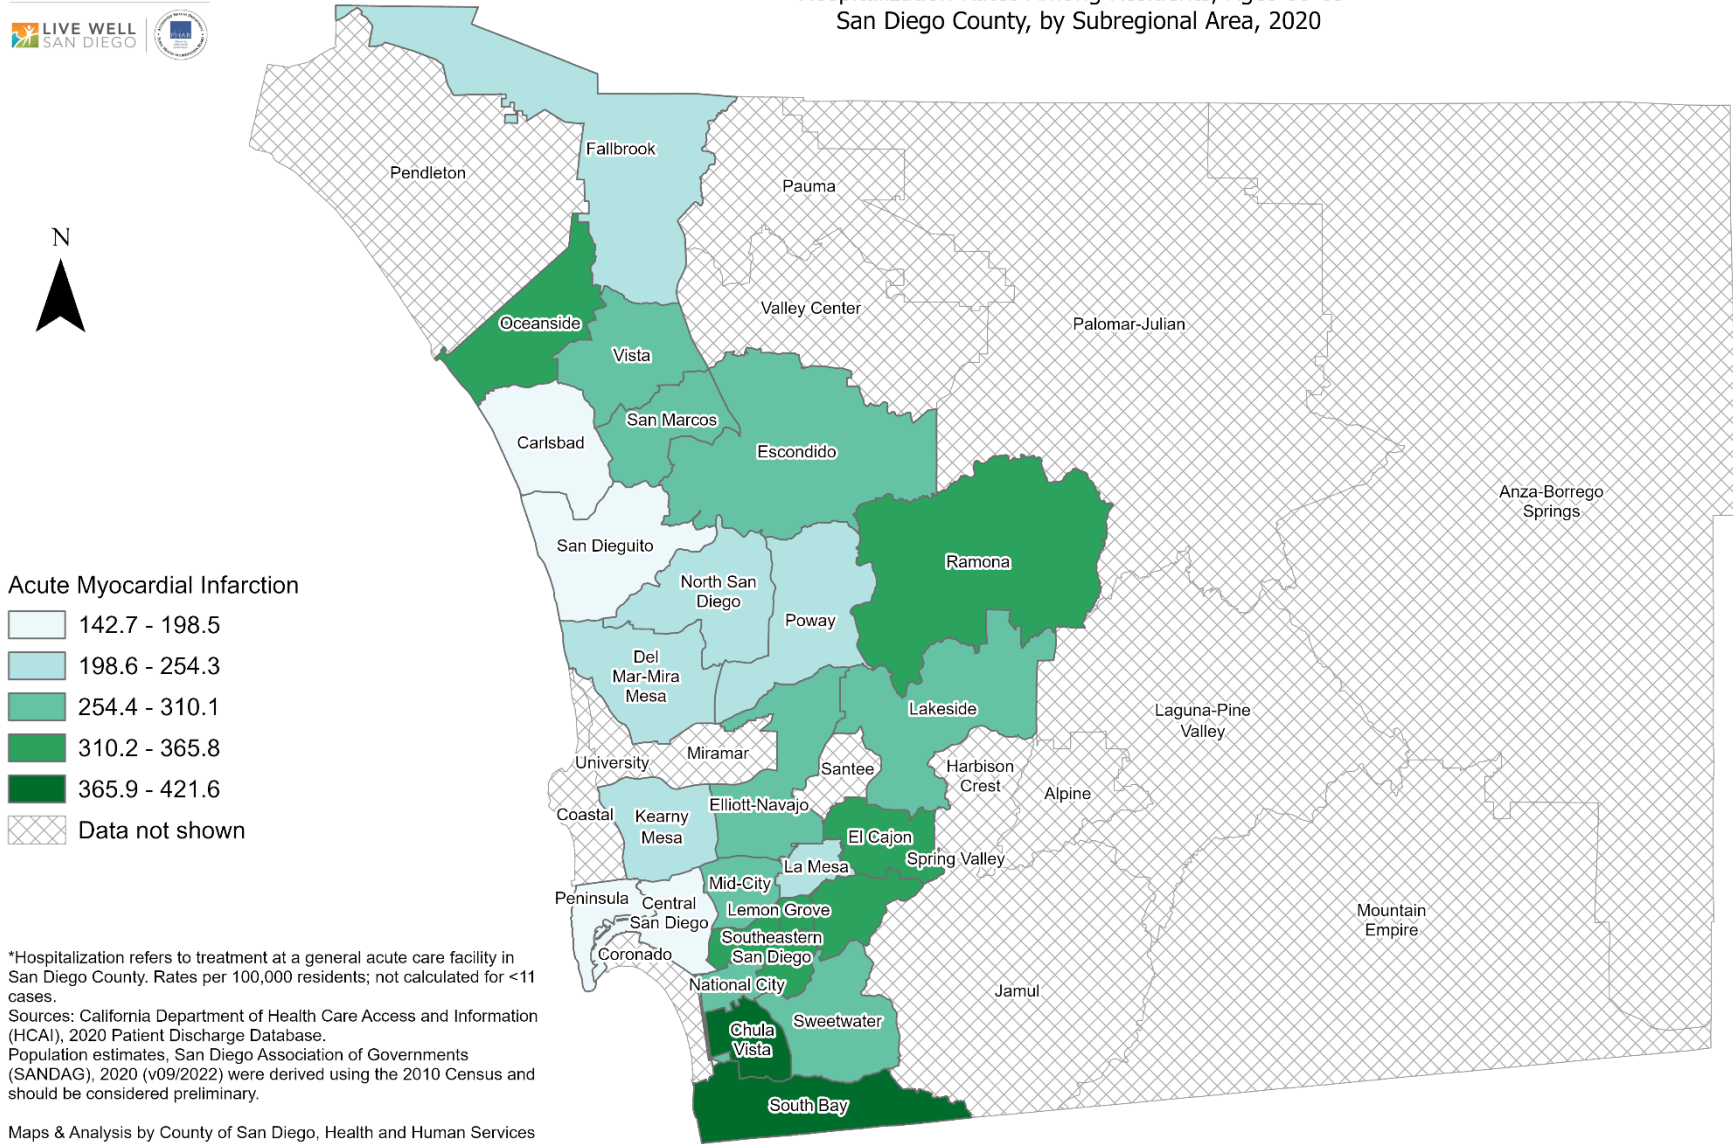 San Diego County, by Subregional Area, 2020
LIVE WELL
SAN DIEGO
PHAB
N
Fallbrook
Pendleton
Pauma
Valley Center
Palomar-Julian
Oceanside
Vista
San Marcos
Carlsbad
Escondido
Anza-Borrego
Springs
San Dieguito
Ramona
North San
Diego
Poway
Del
Mar-Mira
Mesa
Lakeside
Laguna-Pine
Valley
Miramar
University
Santee
Harbison
Crest
Alpine
Coastal
Kearny
Mesa
Elliott-Navajo
El Cajon
Spring Valley
La Mesa
Mid-City
Peninsula
Central
San Diego
Lemon Grove
Mountain
Empire
Southeastern
San Diego
Coronado
National City
Jamul
Sweetwater
Chula
Vista
South Bay
Acute Myocardial Infarction
142.7 - 198.5
198.6 - 254.3
254.4 - 310.1
310.2 - 365.8
365.9 - 421.6
Data not shown
*Hospitalization refers to treatment at a general acute care facility in
San Diego County. Rates per 100,000 residents; not calculated for <11
cases.
Sources: California Department of Health Care Access and Information
(HCAI), 2020 Patient Discharge Database.
Population estimates, San Diego Association of Governments
(SANDAG), 2020 (v09/2022) were derived using the 2010 Census and
should be considered preliminary.
Maps & Analysis by County of San Diego, Health and Human Services